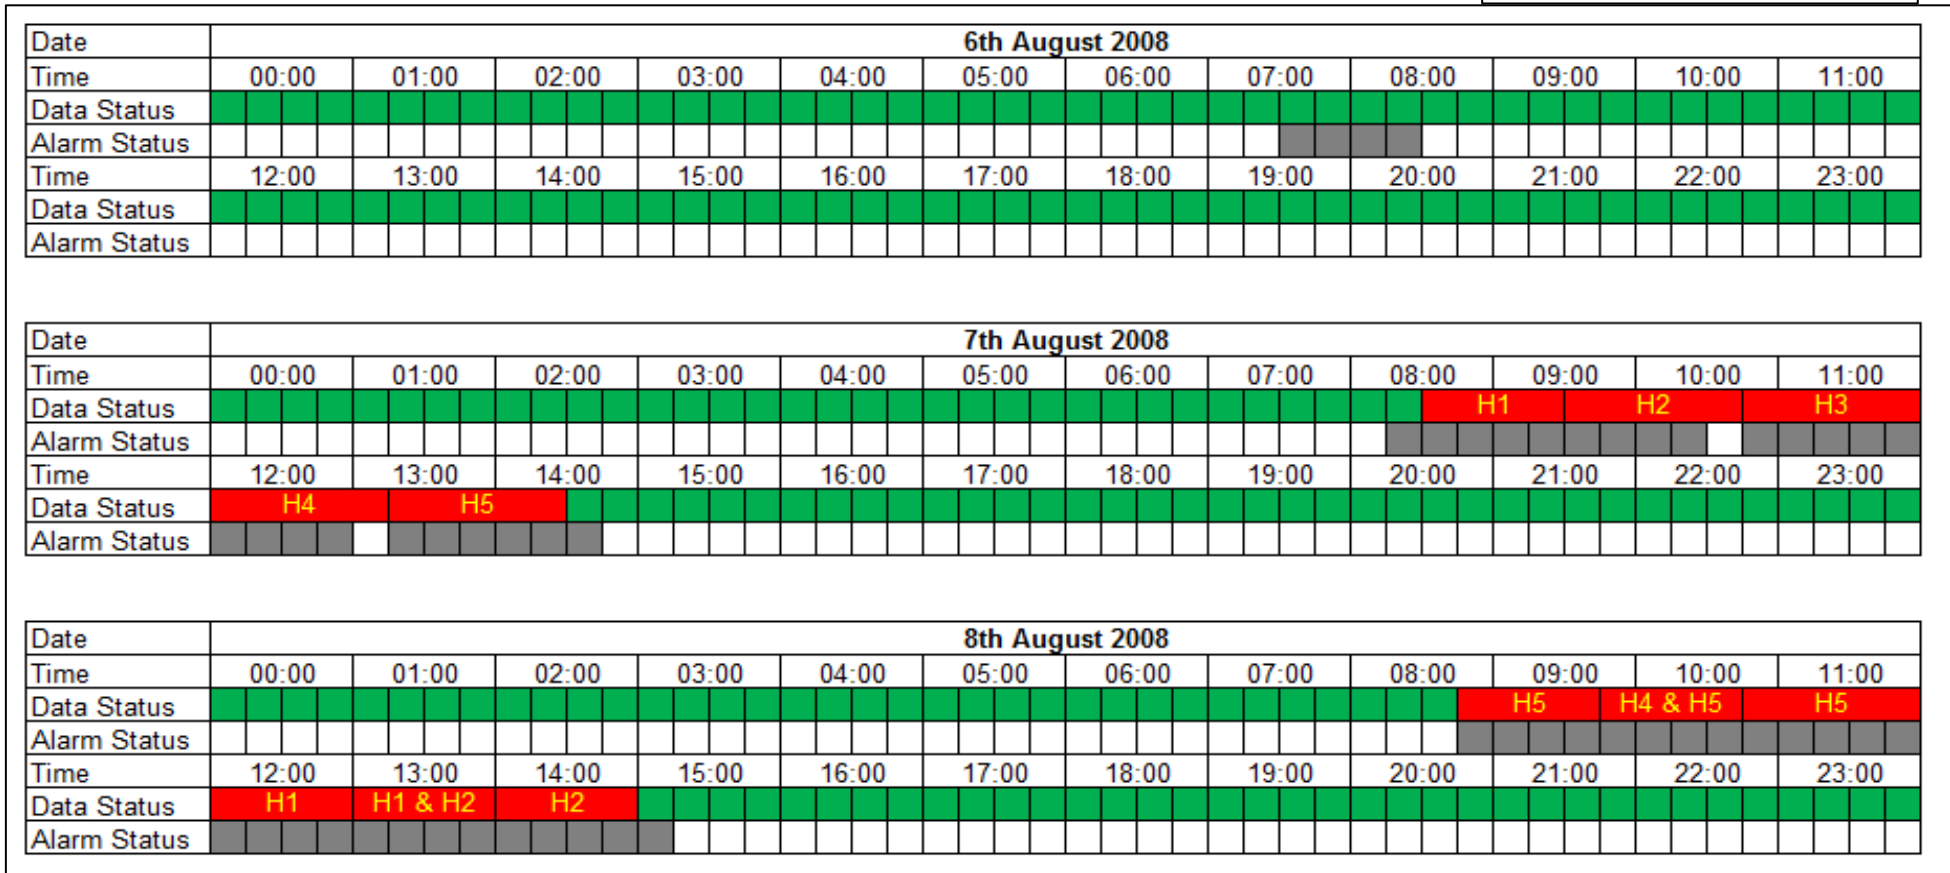 Date 6th August 2008
Time 00:00 01:00 02:00 03:00 04:00 05:00 06:00 07:00 08:00 09:00 10:00 11:00
Data Status
Alarm Status
Time 12:00 13:00 14:00 15:00 16:00 17:00 18:00 19:00 20:00 21:00 22:00 23:00
Data Status
Alarm Status
Date 7th August 2008
Time 00:00 01:00 02:00 03:00 04:00 05:00 06:00 07:00 08:00 09:00 10:00 11:00
Data Status H1 H2 H3
Alarm Status
Time 12:00 13:00 14:00 15:00 16:00 17:00 18:00 19:00 20:00 21:00 22:00 23:00
Data Status H4 H5
Alarm Status
Date 8th August 2008
Time 00:00 01:00 02:00 03:00 04:00 05:00 06:00 07:00 08:00 09:00 10:00 11:00
Data Status H5 H4 & H5 H5
Alarm Status
Time 12:00 13:00 14:00 15:00 16:00 17:00 18:00 19:00 20:00 21:00 22:00 23:00
Data Status H1 H1 & H2 H2
Alarm Status